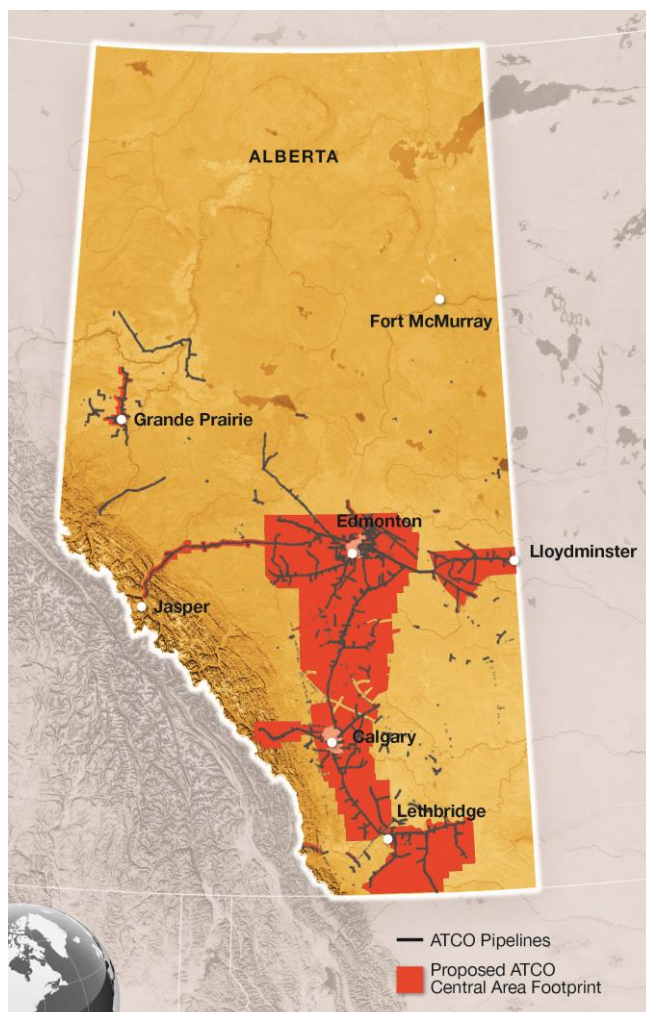 ALBERTA
Fort McMurray
Grande Prairie
Edmonton
Lloydminster
Jasper
Calgary
Lethbridge
ATCO Pipelines
Proposed ATCO
Central Area Footprint